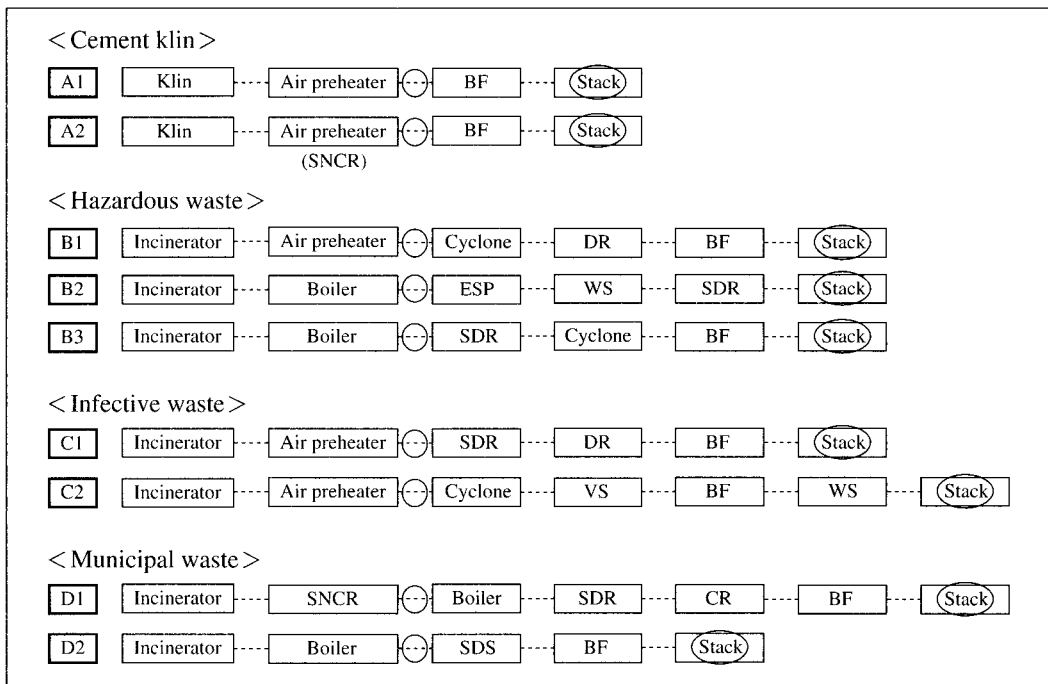 < Cement klin >
A1 Klin Air preheater BF Stack
A2 Klin Air preheater BF Stack
(SNCR)
< Hazardous waste >
B1 Incinerator Air preheater Cyclone DR BF Stack
B2 Incinerator Boiler ESP WS SDR Stack
B3 Incinerator Boiler SDR Cyclone BF Stack
< Infective waste >
C1 Incinerator Air preheater SDR DR BF Stack
C2 Incinerator Air preheater Cyclone VS BF WS Stack
< Municipal waste >
D1 Incinerator SNCR Boiler SDR CR BF Stack
D2 Incinerator Boiler SDS BF Stack